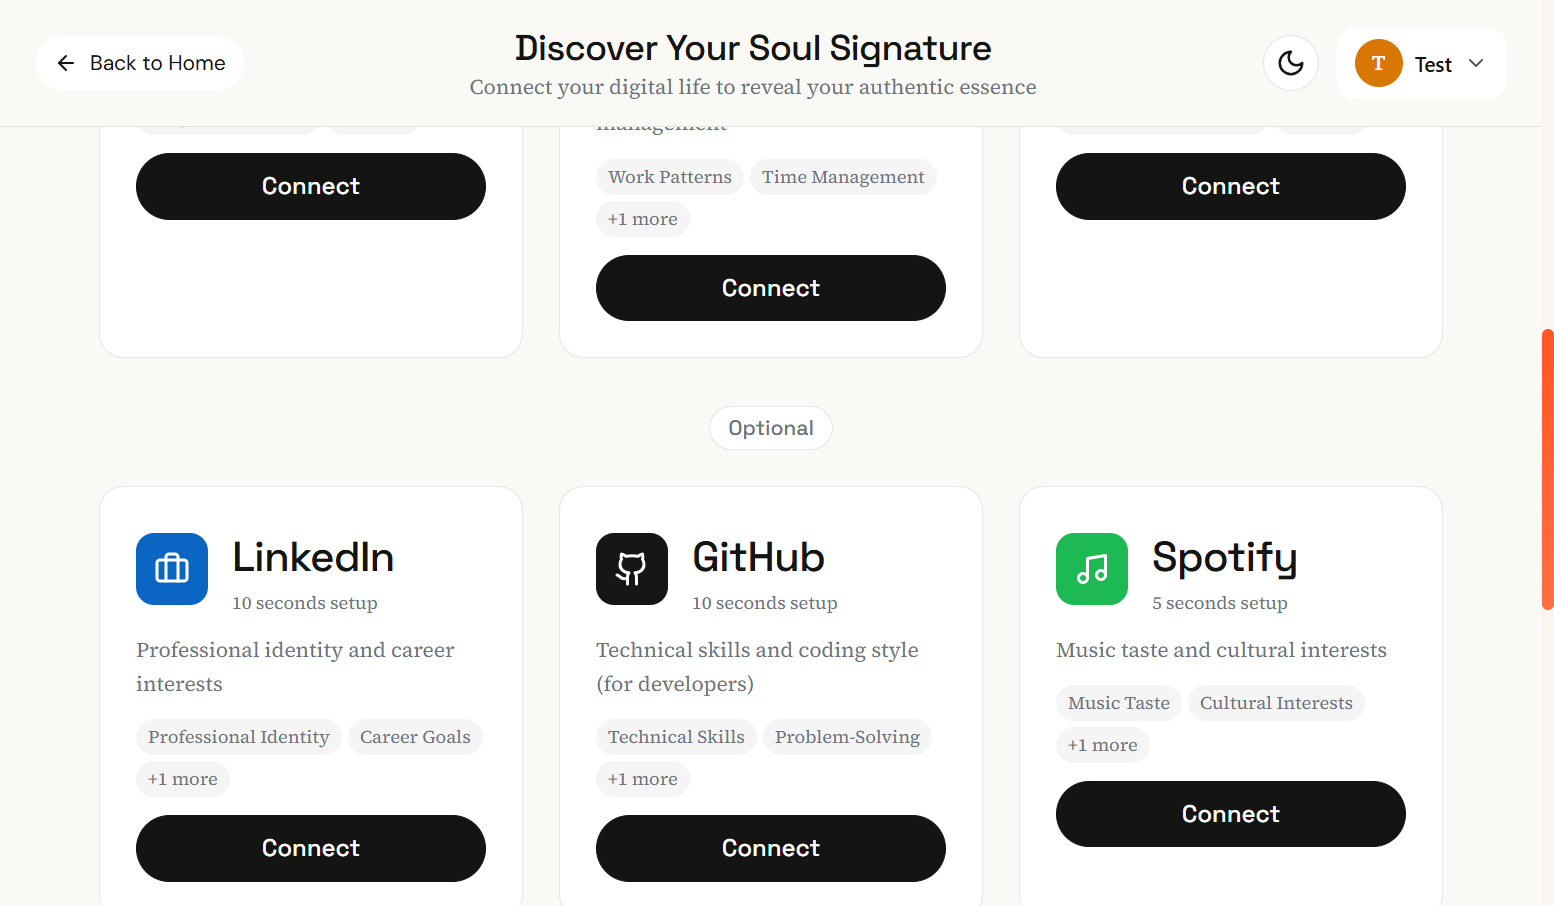 Back to Home
Discover Your Soul Signature
Connect your digital life to reveal your authentic essence
T
Test
management
Connect
Work Patterns
Time Management
+1 more
Connect
Connect
Optional
LinkedIn
10 seconds setup
Professional identity and career
interests
Professional Identity
Career Goals
+1 more
Connect
GitHub
10 seconds setup
Technical skills and coding style
(for developers)
Technical Skills
Problem-Solving
+1 more
Connect
Spotify
5 seconds setup
Music taste and cultural interests
Music Taste
Cultural Interests
+1 more
Connect